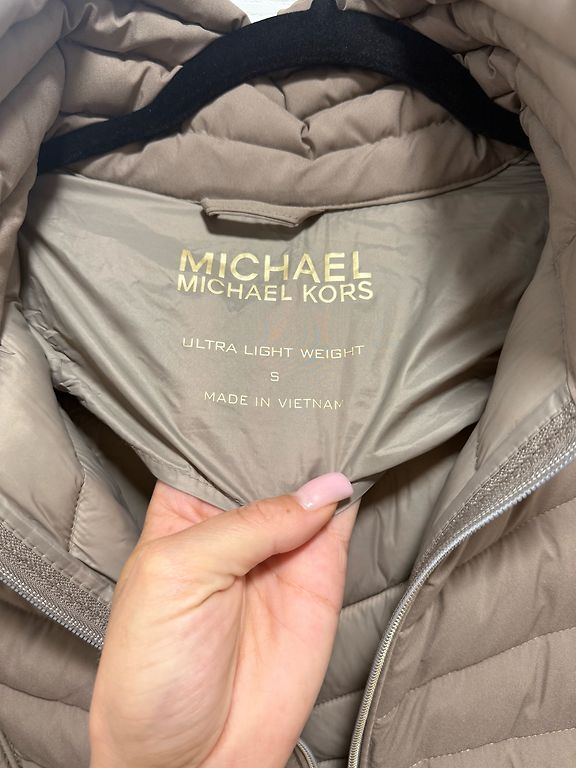 MICHAEL
MICHAEL KORS
ULTRA LIGHT WEIGHT
S
MADE IN VIETNAM